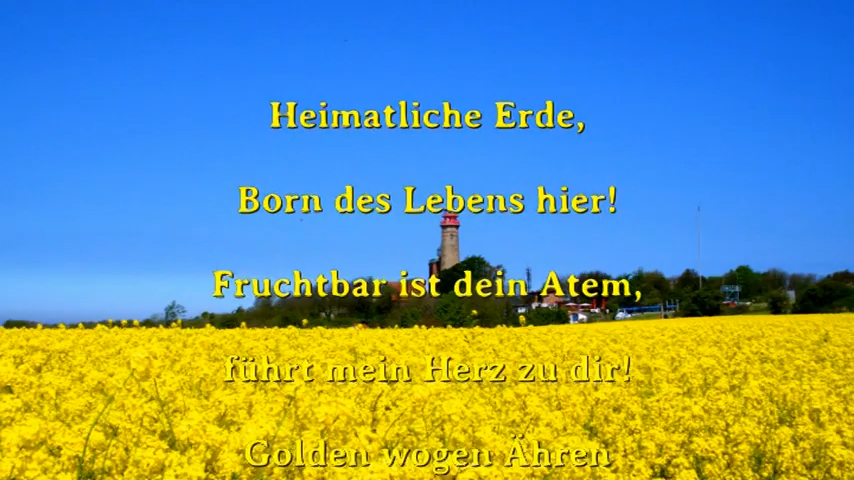 Heimatliche Erde,
Born des Lebens hier!
Fruchtbar ist dein Atem,
führt mein Herz zu dir!
Golden wogen Ähren